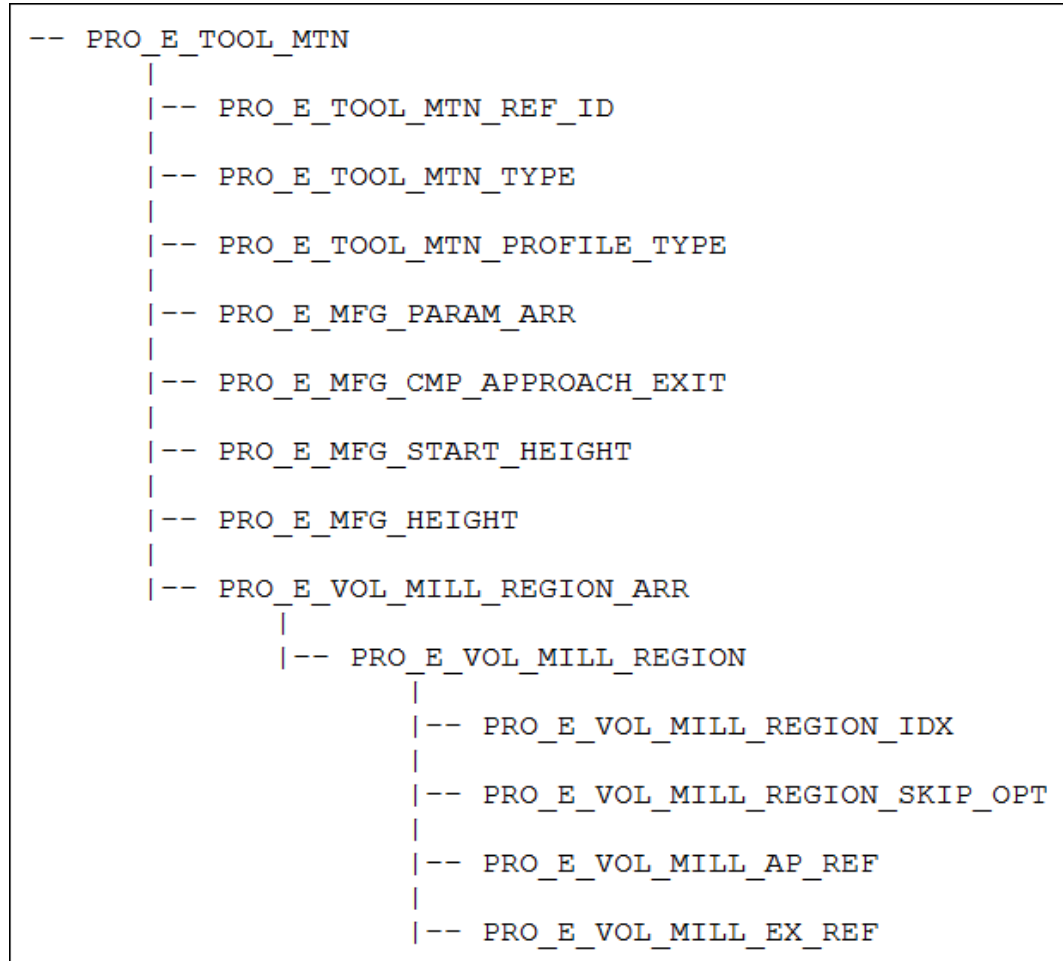 -- PRO_E_TOOL_MTN
|
|-- PRO_E_TOOL_MTN_REF_ID
|
|-- PRO_E_TOOL_MTN_TYPE
|
|-- PRO_E_TOOL_MTN_PROFILE_TYPE
|
|-- PRO_E_MFG_PARAM_ARR
|
|-- PRO_E_MFG_CMP_APPROACH_EXIT
|
|-- PRO_E_MFG_START_HEIGHT
|
|-- PRO_E_MFG_HEIGHT
|
|-- PRO_E_VOL_MILL_REGION_ARR
|
|-- PRO_E_VOL_MILL_REGION
|
|-- PRO_E_VOL_MILL_REGION_IDX
|
|-- PRO_E_VOL_MILL_REGION_SKIP_OPT
|
|-- PRO_E_VOL_MILL_AP_REF
|
|-- PRO_E_VOL_MILL_EX_REF